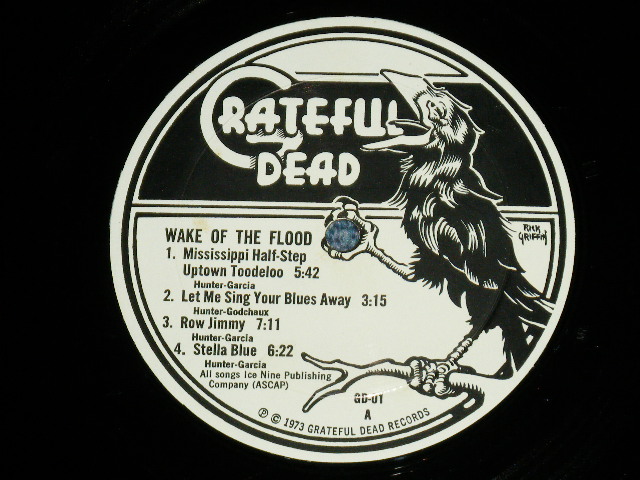 GRATEFUL
DEAD
RICK
GRIFFIN
WAKE OF THE FLOOD
1. Mississippi Half-Step
Uptown Toodeloo 5:42
Hunter-Garcia
2. Let Me Sing Your Blues Away 3:15
Hunter-Godchaux
3. Row Jimmy 7:11
Hunter-Garcia
4. Stella Blue 6:22
Hunter-Garcia
All songs Ice Nine Publishing
Company (ASCAP)
GD-01
A
℗ © 1973 GRATEFUL DEAD RECORDS